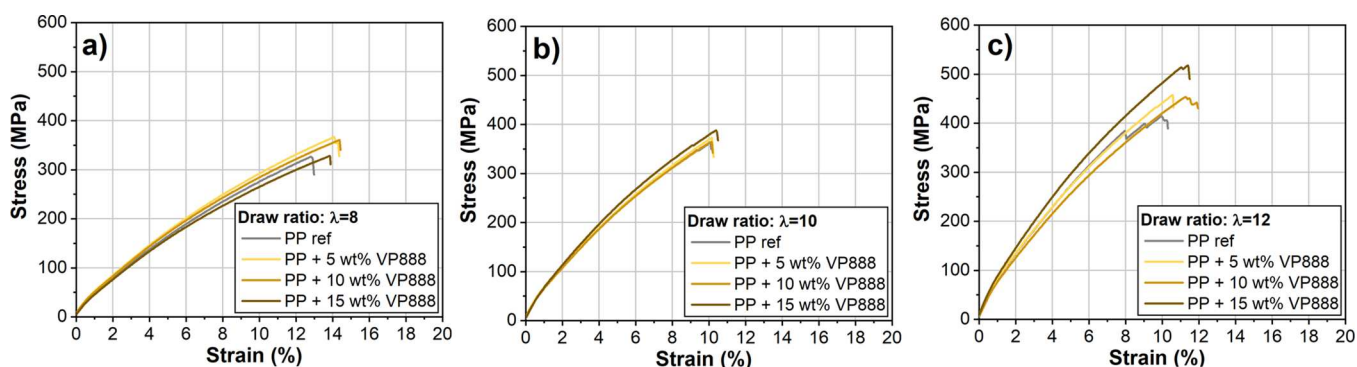 a)
600
500
400
300
200
100
0
Stress (MPa)
Draw ratio: λ=8
PP ref
PP + 5 wt% VP888
PP + 10 wt% VP888
PP + 15 wt% VP888
0 2 4 6 8 10 12 14 16 18 20
Strain (%)
b)
600
500
400
300
200
100
0
Stress (MPa)
Draw ratio: λ=10
PP ref
PP + 5 wt% VP888
PP + 10 wt% VP888
PP + 15 wt% VP888
0 2 4 6 8 10 12 14 16 18 20
Strain (%)
c)
600
500
400
300
200
100
0
Stress (MPa)
Draw ratio: λ=12
PP ref
PP + 5 wt% VP888
PP + 10 wt% VP888
PP + 15 wt% VP888
0 2 4 6 8 10 12 14 16 18 20
Strain (%)